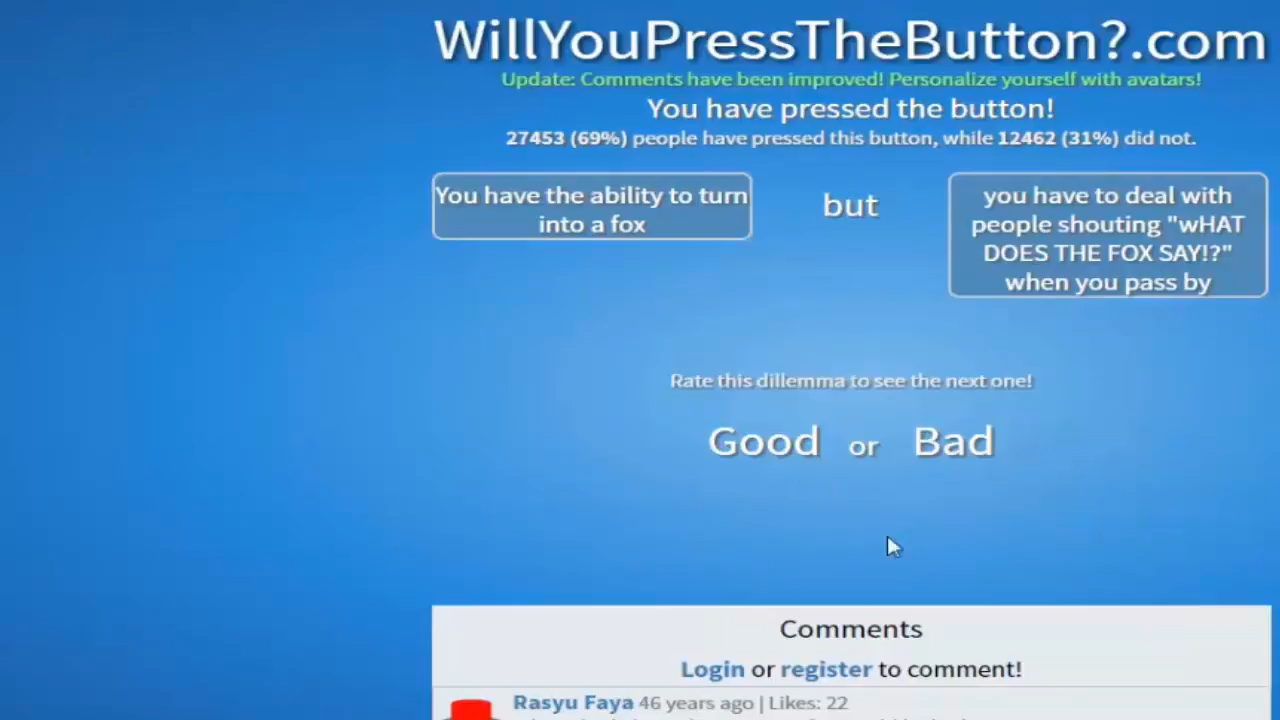 WillYouPressTheButton?.com
Update: Comments have been improved! Personalize yourself with avatars!
You have pressed the button!
27453 (69%) people have pressed this button, while 12462 (31%) did not.
You have the ability to turn
into a fox
but
you have to deal with
people shouting "wHAT
DOES THE FOX SAY!?"
when you pass by
Rate this dillemma to see the next one!
Good or Bad
Comments
Login or register to comment!
Rasyu Faya 46 years ago | Likes: 22